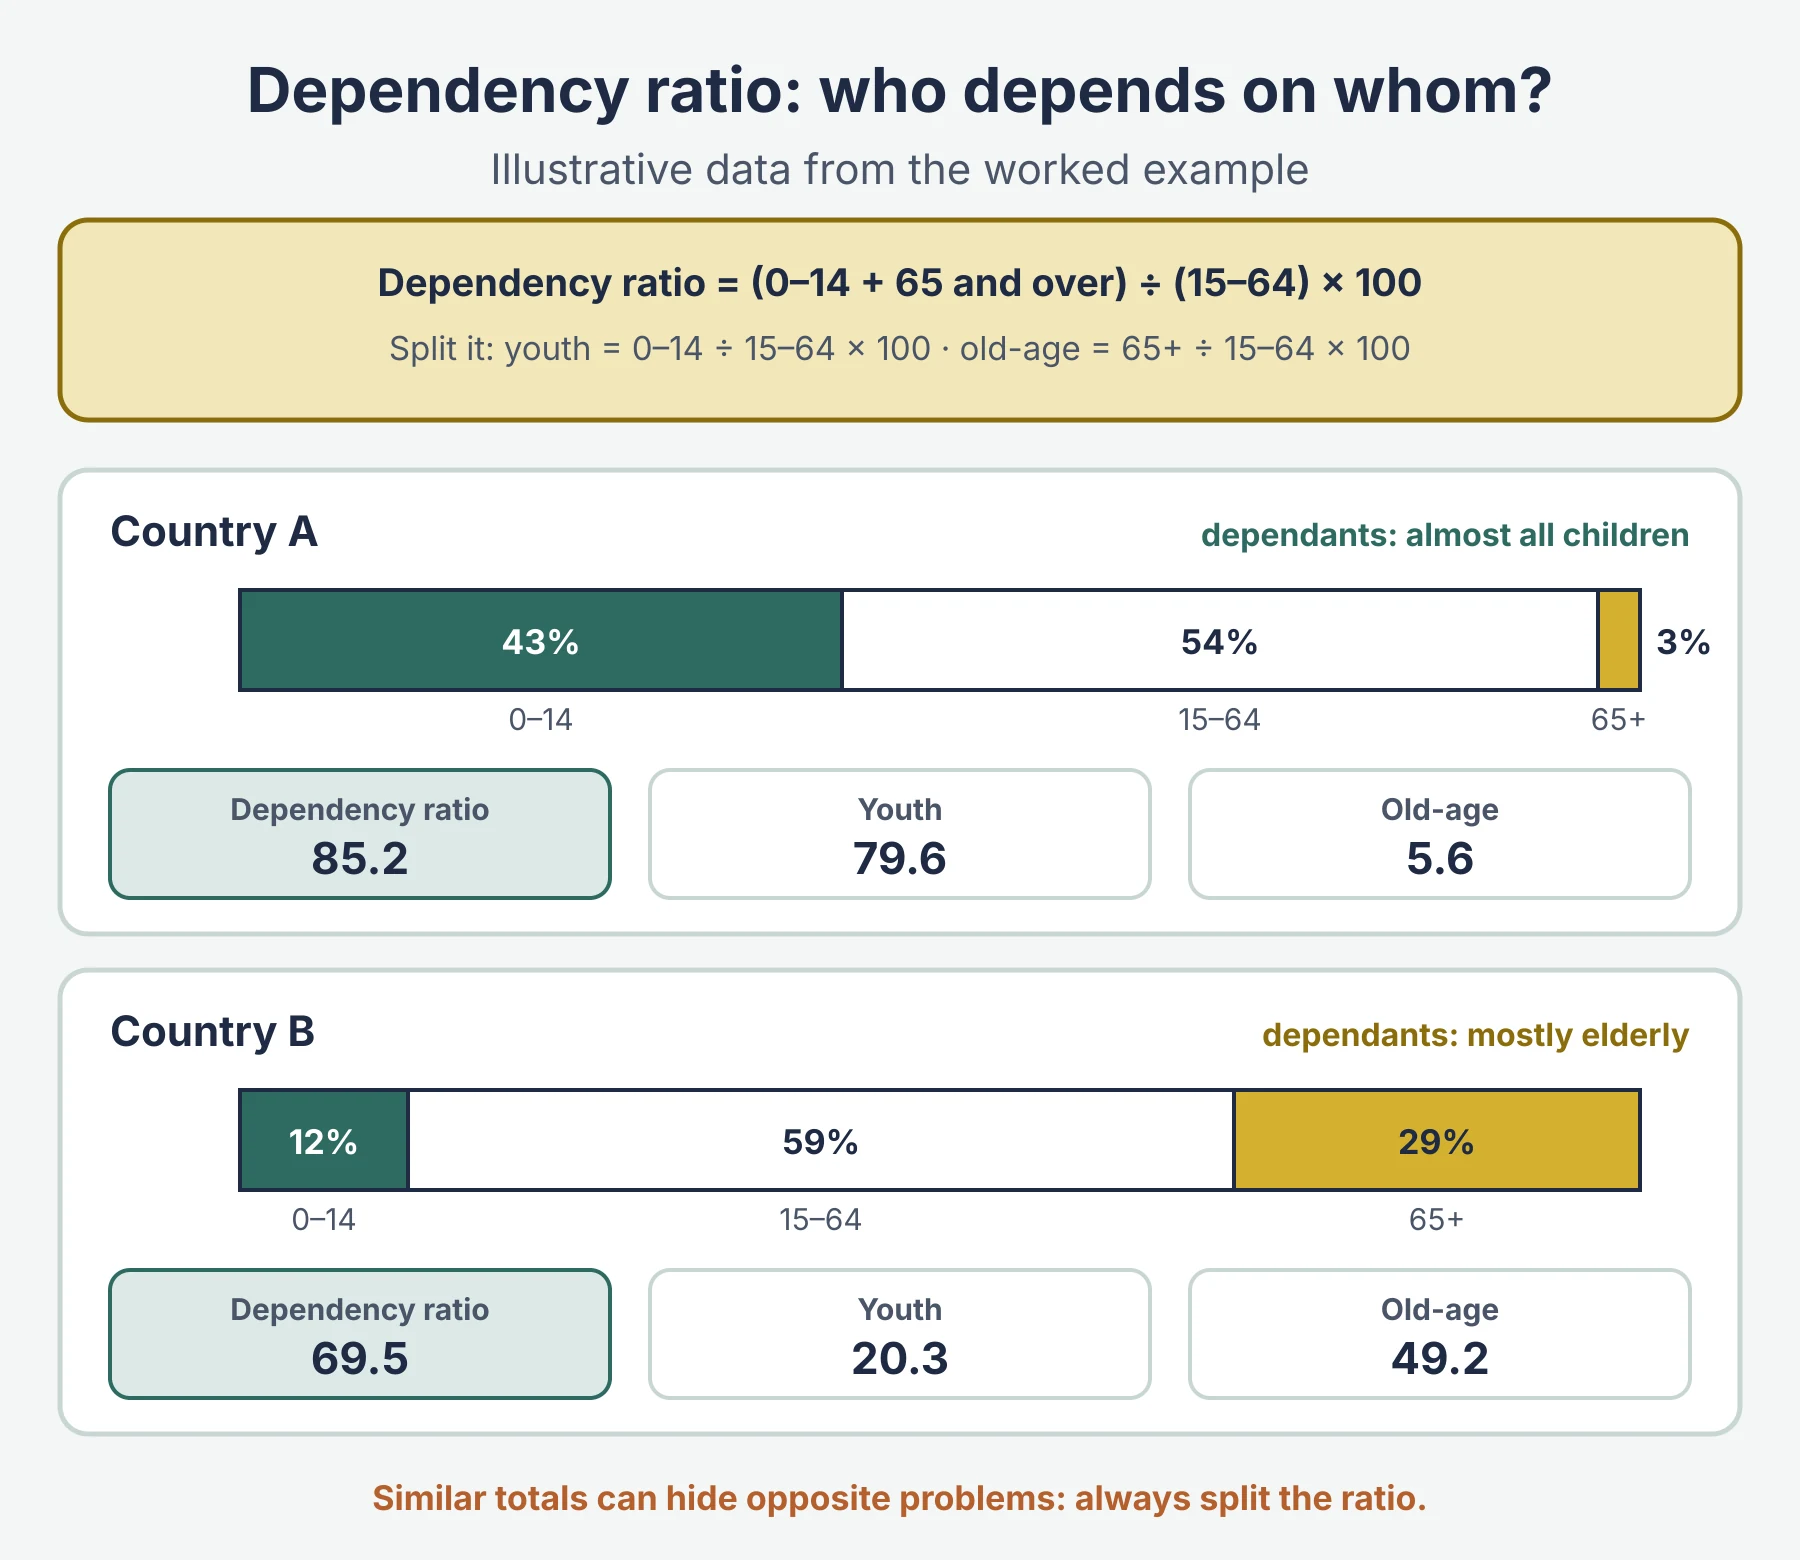 Dependency ratio: who depends on whom?
Illustrative data from the worked example
Dependency ratio = (0–14 + 65 and over) ÷ (15–64) × 100
Split it: youth = 0–14 ÷ 15–64 × 100 · old-age = 65+ ÷ 15–64 × 100
Country A
dependants: almost all children
43%
54%
3%
0–14
15–64
65+
Dependency ratio
85.2
Youth
79.6
Old-age
5.6
Country B
dependants: mostly elderly
12%
59%
29%
0–14
15–64
65+
Dependency ratio
69.5
Youth
20.3
Old-age
49.2
Similar totals can hide opposite problems: always split the ratio.